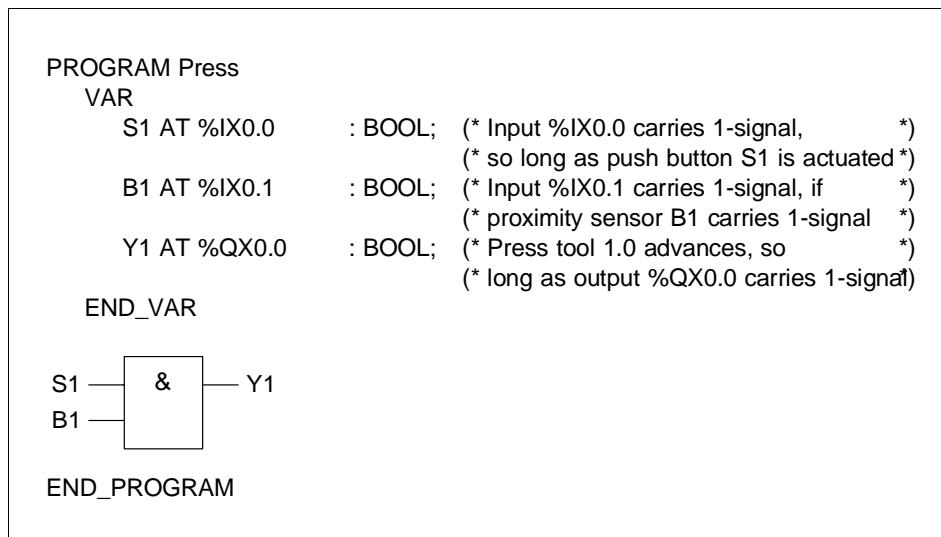 PROGRAM Press
VAR
S1 AT %IX0.0 : BOOL; (* Input %IX0.0 carries 1-signal, *)
(* so long as push button S1 is actuated *)
B1 AT %IX0.1 : BOOL; (* Input %IX0.1 carries 1-signal, if *)
(* proximity sensor B1 carries 1-signal *)
Y1 AT %QX0.0 : BOOL; (* Press tool 1.0 advances, so *)
(* long as output %QX0.0 carries 1-signal*)
END_VAR
S1 & Y1
B1
END_PROGRAM